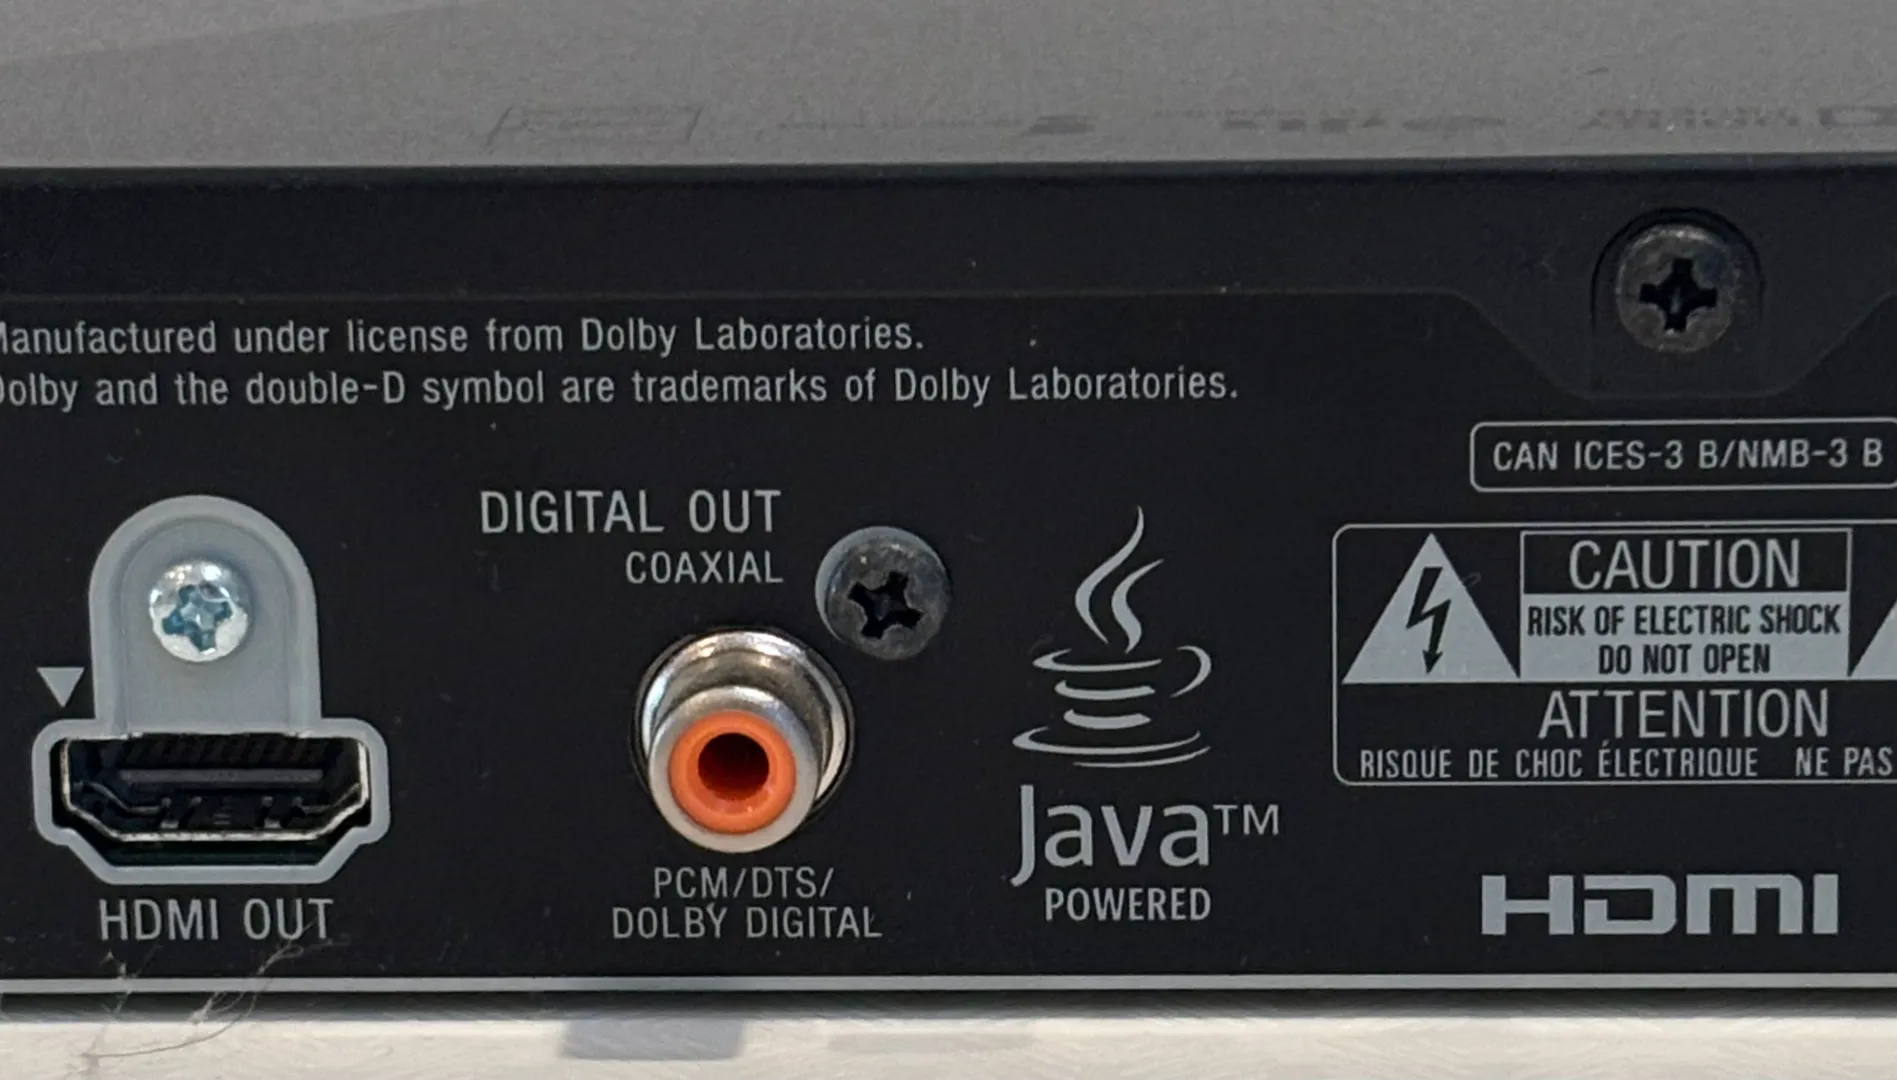 Manufactured under license from Dolby Laboratories.
Dolby and the double-D symbol are trademarks of Dolby Laboratories.
CAN ICES-3 B/NMB-3 B
DIGITAL OUT
COAXIAL
CAUTION
RISK OF ELECTRIC SHOCK
DO NOT OPEN
ATTENTION
RISQUE DE CHOC ÉLECTRIQUE NE PAS
HDMI OUT
PCM/DTS/
DOLBY DIGITAL
Java™
POWERED
HDMI